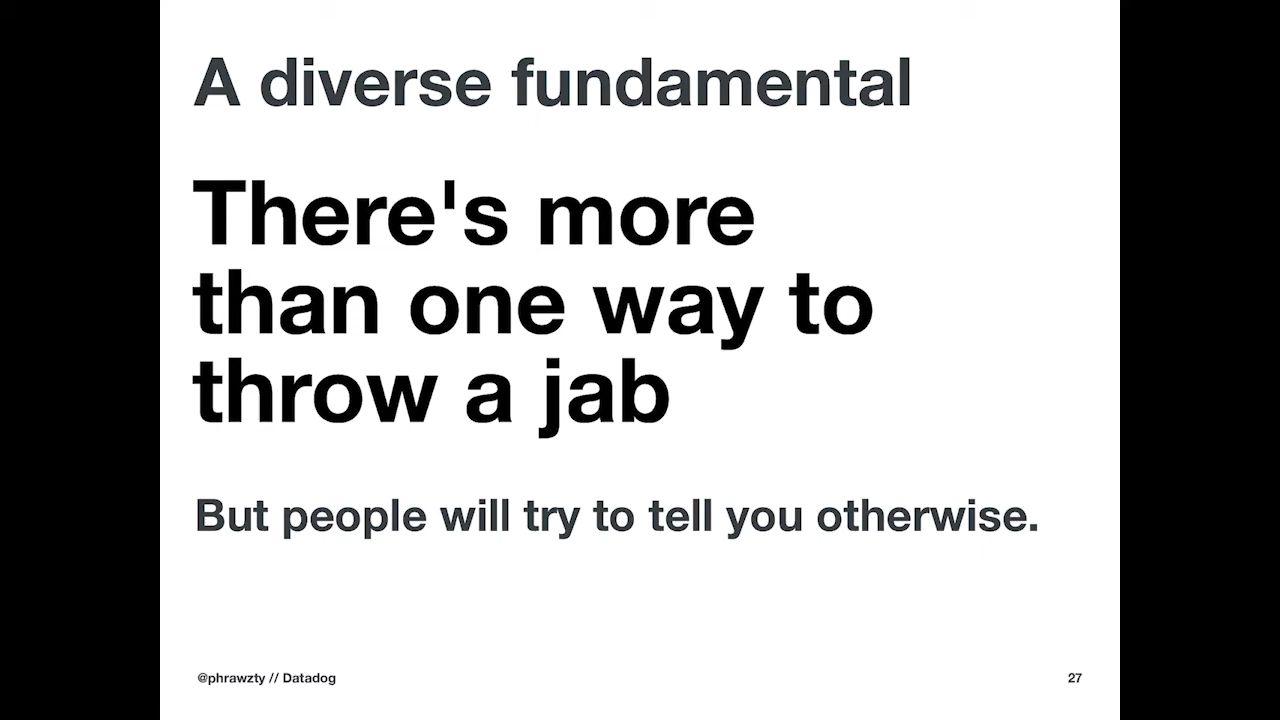 A diverse fundamental
There's more
than one way to
throw a jab
But people will try to tell you otherwise.
@phrawzty // Datadog
27